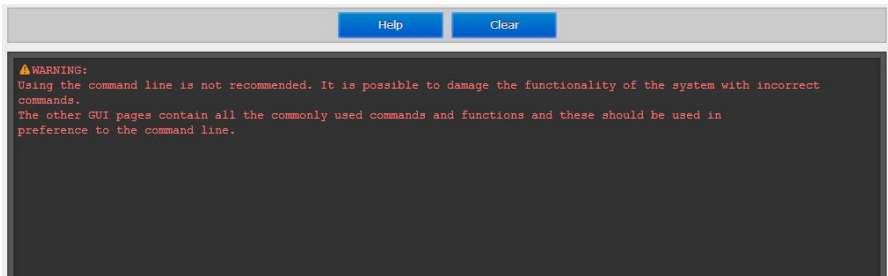 Help Clear
⚠WARNING:
Using the command line is not recommended. It is possible to damage the functionality of the system with incorrect
commands.
The other GUI pages contain all the commonly used commands and functions and these should be used in
preference to the command line.